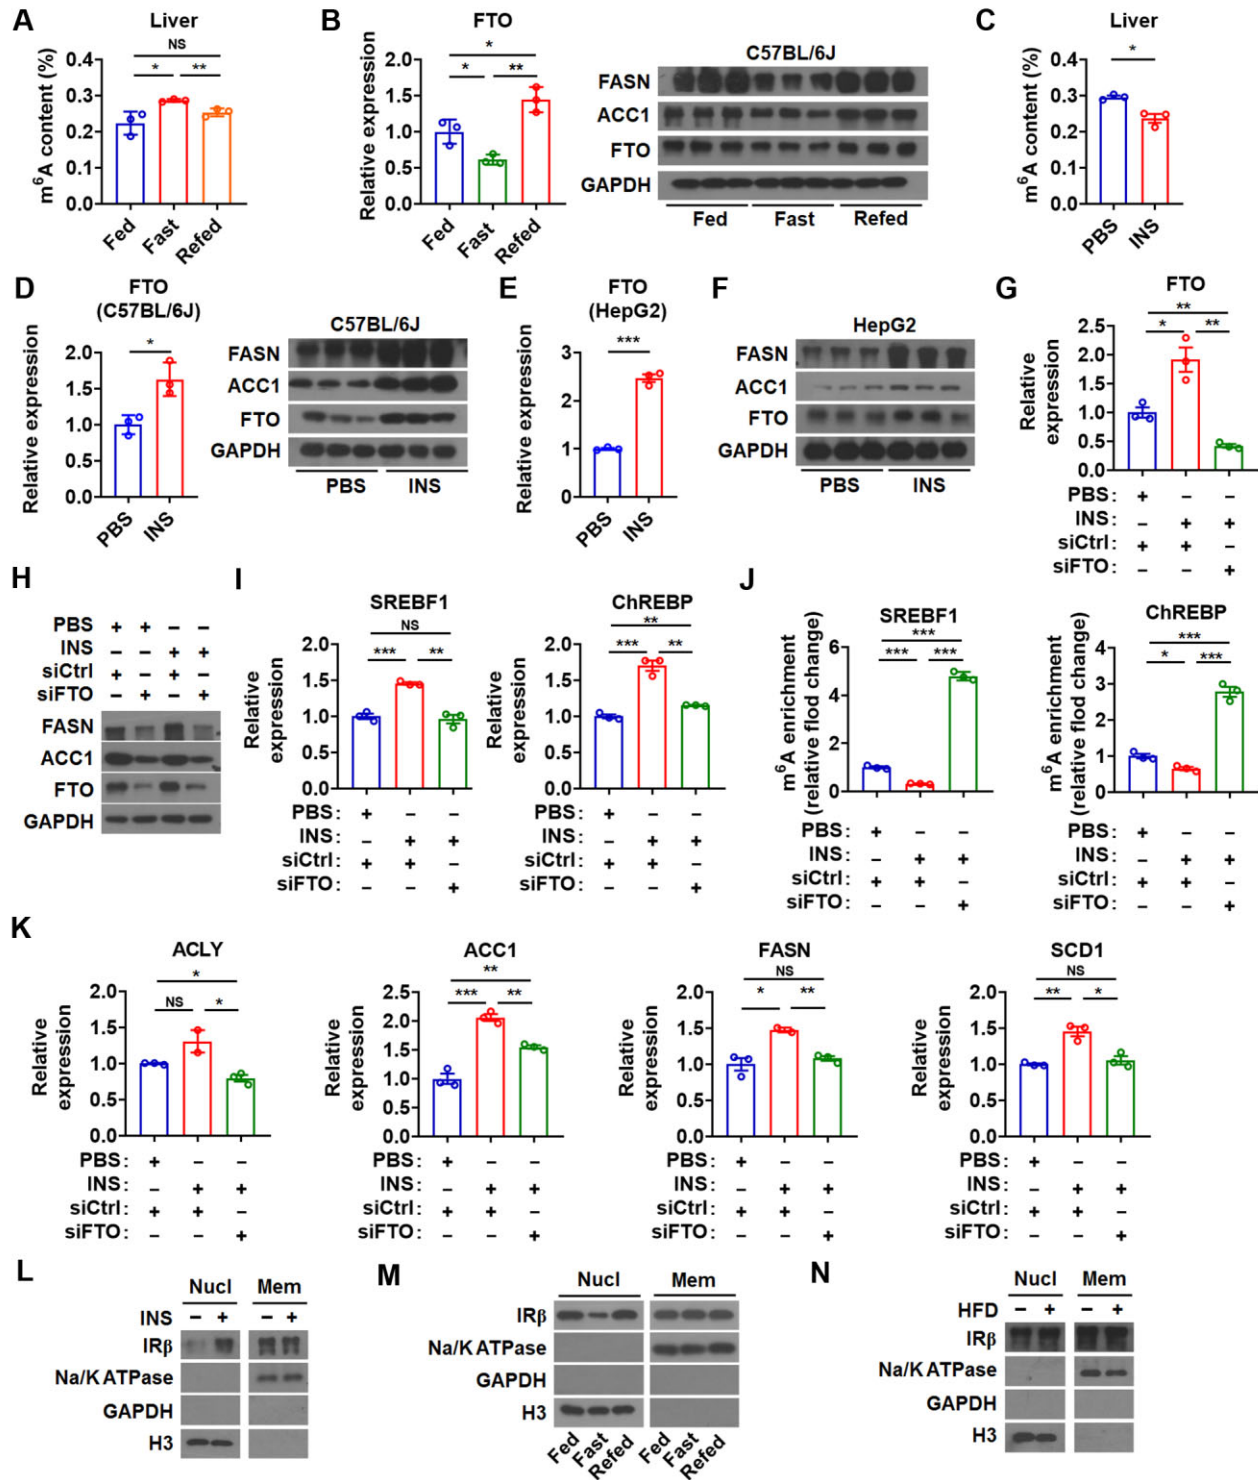 A
Liver
m⁶A content (%)
0.4
0.3
0.2
0.1
0.0
NS
* **
Fed Fast Refed
B
FTO
Relative expression
2.0
1.5
1.0
0.5
0.0
*
* **
Fed Fast Refed
C57BL/6J
FASN
ACC1
FTO
GAPDH
Fed Fast Refed
C
Liver
m⁶A content (%)
0.4
0.3
0.2
0.1
0.0
*
PBS INS
D
FTO
(C57BL/6J)
Relative expression
2.0
1.5
1.0
0.5
0.0
*
PBS INS
C57BL/6J
FASN
ACC1
FTO
GAPDH
PBS INS
E
FTO
(HepG2)
Relative expression
3
2
1
0
***
PBS INS
F
HepG2
FASN
ACC1
FTO
GAPDH
PBS INS
G
FTO
Relative
expression
2.5
2.0
1.5
1.0
0.5
0.0
**
* **
PBS: + − −
INS: − + +
siCtrl: + + −
siFTO: − − +
H
PBS + + − −
INS − − + +
siCtrl + − + −
siFTO − + − +
FASN
ACC1
FTO
GAPDH
I
SREBF1
Relative
expression
2.0
1.5
1.0
0.5
0.0
NS
*** **
PBS: + − −
INS: − + +
siCtrl: + + −
siFTO: − − +
ChREBP
Relative
expression
2.0
1.5
1.0
0.5
0.0
**
*** **
PBS: + − −
INS: − + +
siCtrl: + + −
siFTO: − − +
J
SREBF1
m⁶A enrichment
(relative flod change)
6
4
2
0
***
*** ***
PBS: + − −
INS: − + +
siCtrl: + + −
siFTO: − − +
ChREBP
m⁶A enrichment
(relative flod change)
4
3
2
1
0
***
* ***
PBS: + − −
INS: − + +
siCtrl: + + −
siFTO: − − +
K
ACLY
Relative
expression
2.0
1.5
1.0
0.5
0.0
*
NS *
PBS: + − −
INS: − + +
siCtrl: + + −
siFTO: − − +
ACC1
Relative
expression
2.5
2.0
1.5
1.0
0.5
0.0
**
*** **
PBS: + − −
INS: − + +
siCtrl: + + −
siFTO: − − +
FASN
Relative
expression
2.0
1.5
1.0
0.5
0.0
NS
* **
PBS: + − −
INS: − + +
siCtrl: + + −
siFTO: − − +
SCD1
Relative
expression
2.0
1.5
1.0
0.5
0.0
NS
** *
PBS: + − −
INS: − + +
siCtrl: + + −
siFTO: − − +
L
Nucl Mem
INS − + − +
IRβ
Na/K ATPase
GAPDH
H3
M
Nucl Mem
IRβ
Na/K ATPase
GAPDH
H3
Fed Fast Refed Fed Fast Refed
N
Nucl Mem
HFD − + − +
IRβ
Na/K ATPase
GAPDH
H3